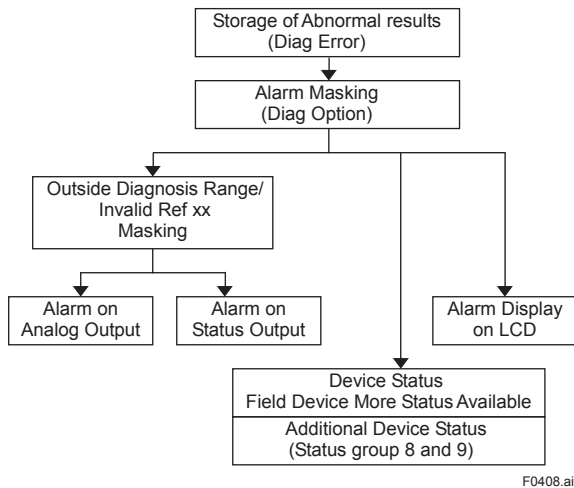 Storage of Abnormal results
(Diag Error)
Alarm Masking
(Diag Option)
Outside Diagnosis Range/
Invalid Ref xx
Masking
Alarm on
Analog Output
Alarm on
Status Output
Alarm Display
on LCD
Device Status
Field Device More Status Available
Additional Device Status
(Status group 8 and 9)
F0408.ai